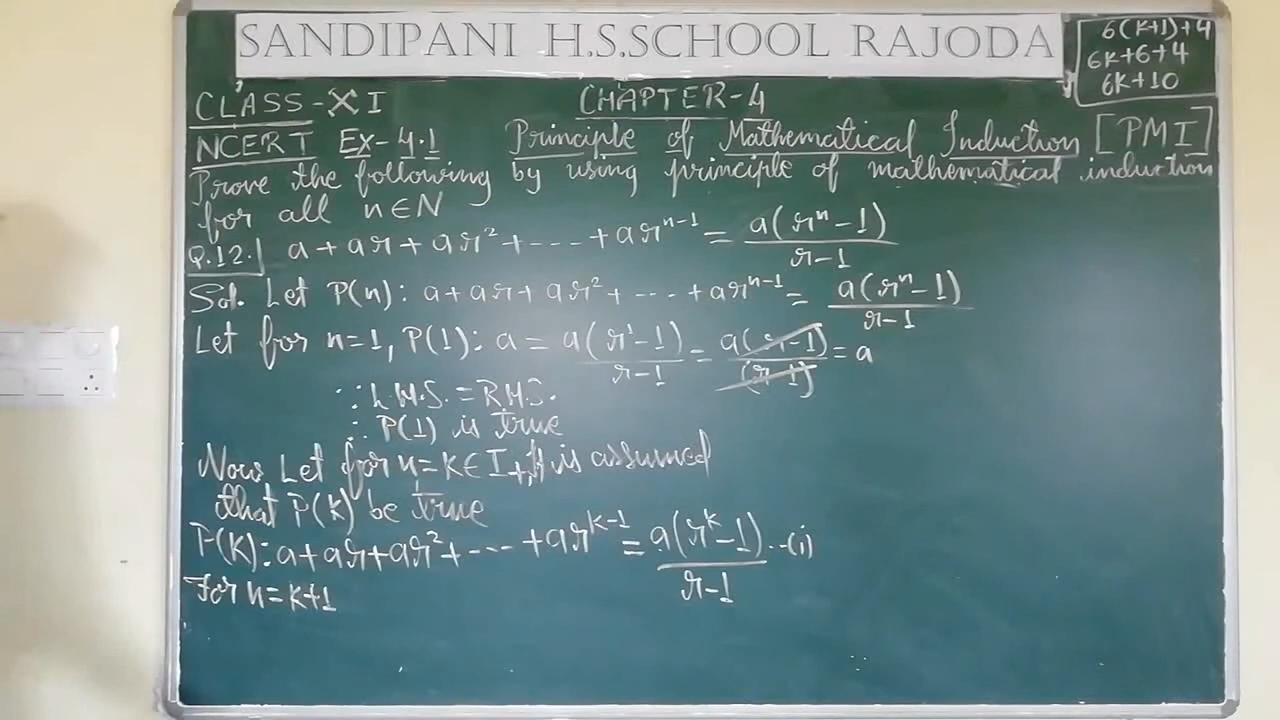 SANDIPANI H.S.SCHOOL RAJODA
6(K+1)+4
6K+6+4
6K+10
CLASS-XI CHAPTER-4
NCERT EX-4.1 Principle of Mathematical Induction [PMI]
Prove the following by using principle of mathematical induction
for all n∈N
Q.12. a+ar+ar²+----+arⁿ⁻¹ = a(rⁿ-1)/(r-1)
Sol. Let P(n): a+ar+ar²+----+arⁿ⁻¹ = a(rⁿ-1)/(r-1)
Let for n=1, P(1): a = a(r¹-1)/(r-1) = a(r-1)/(r-1) = a
∵ L.H.S. = R.H.S.
∴ P(1) is true
Now Let for n=K∈I+, it is assumed
that P(K) be true
P(K): a+ar+ar²+----+arᵏ⁻¹ = a(rᵏ-1)/(r-1) --(i)
For n=K+1